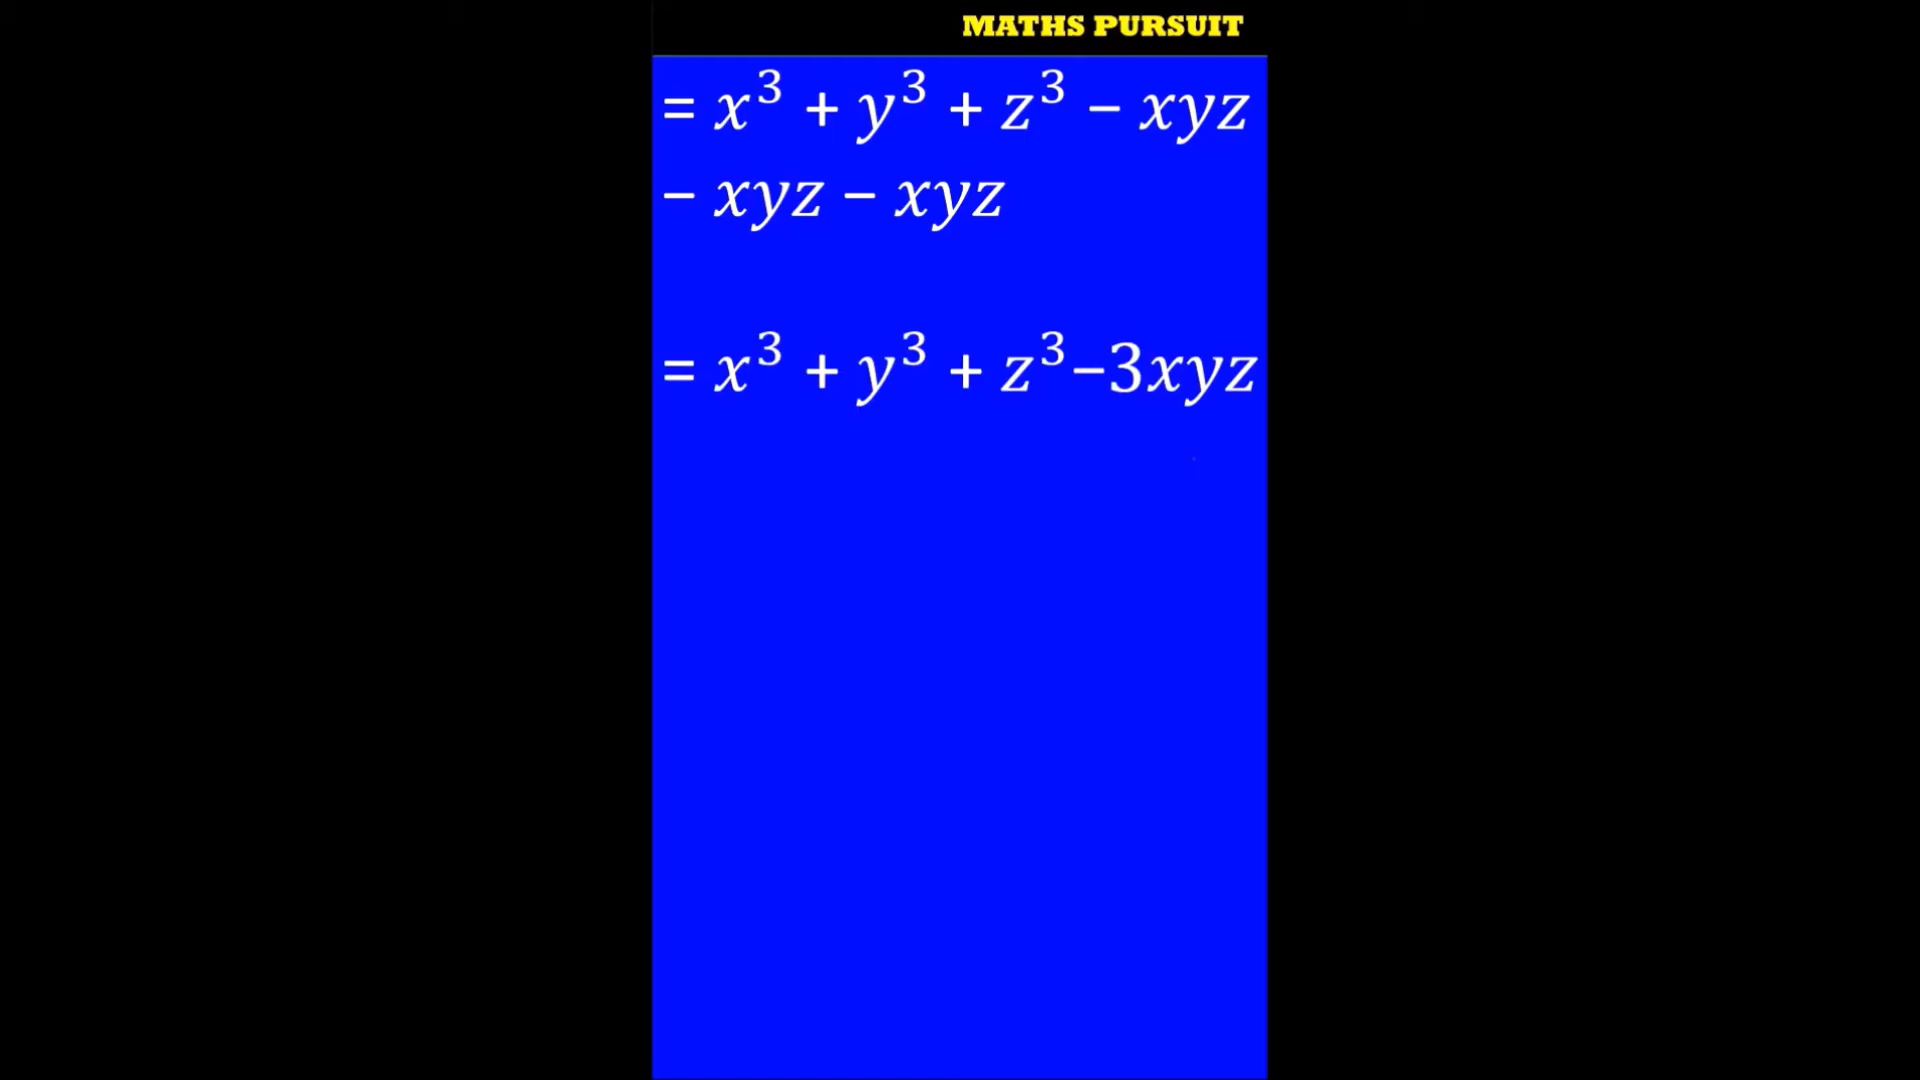 MATHS PURSUIT
= x³ + y³ + z³ − xyz
− xyz − xyz
= x³ + y³ + z³−3xyz